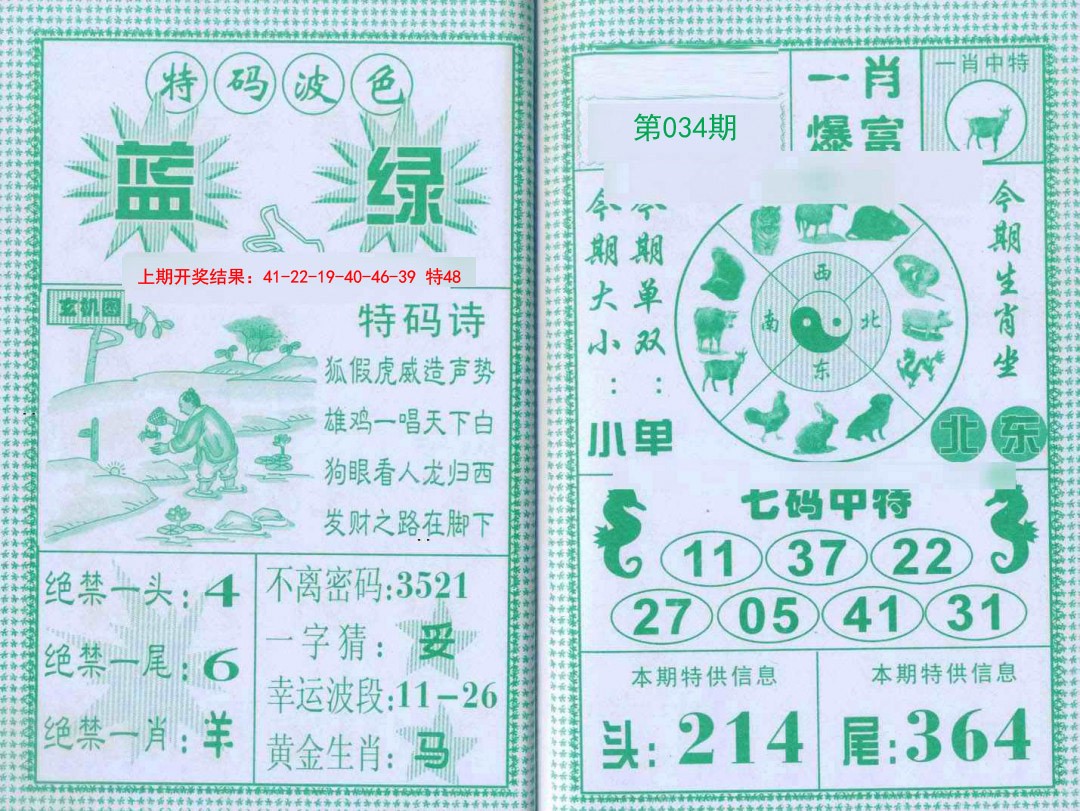 特码波色
蓝 绿
上期开奖结果：41-22-19-40-46-39 特48
玄机图
特码诗
狐假虎威造声势
雄鸡一唱天下白
狗眼看人龙归西
发财之路在脚下
绝禁一头：4
绝禁一尾：6
绝禁一肖：羊
不离密码:3521
一字猜：妥
幸运波段:11-26
黄金生肖：马
第034期
一肖
爆富
一肖中特
今期大小：小
今期单双：单
西
南 北
东
今期生肖坐
北 东
七码中特
11 37 22
27 05 41 31
本期特供信息
头：214
本期特供信息
尾：364